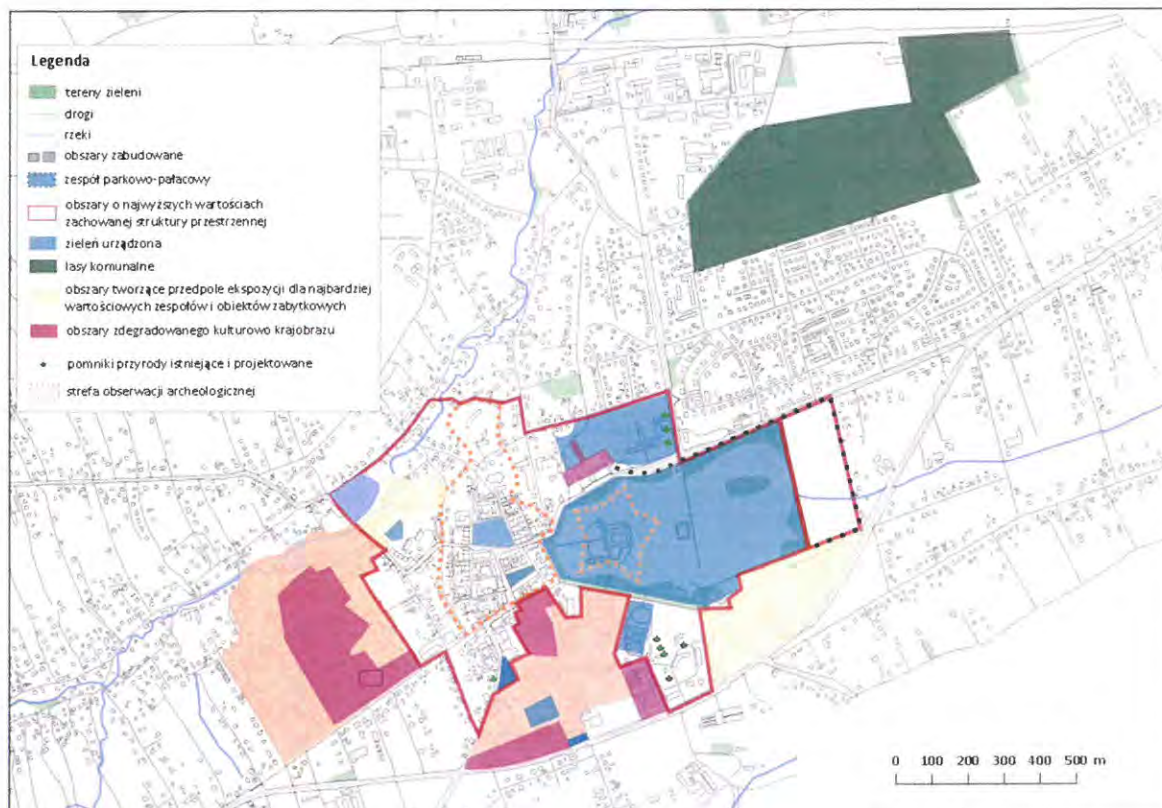 Legenda
tereny zieleni
drogi
rzeki
obszary zabudowane
zespół parkowo-pałacowy
obszary o najwyższych wartościach
zachowanej struktury przestrzennej
zieleń urządzona
lasy komunalne
obszary tworzące przedpole ekspozycji dla najbardziej
wartościowych zespołów i obiektów zabytkowych
obszary zdegradowanego kulturowo krajobrazu
pomniki przyrody istniejące i projektowane
strefa obserwacji archeologicznej
0 100 200 300 400 500 m